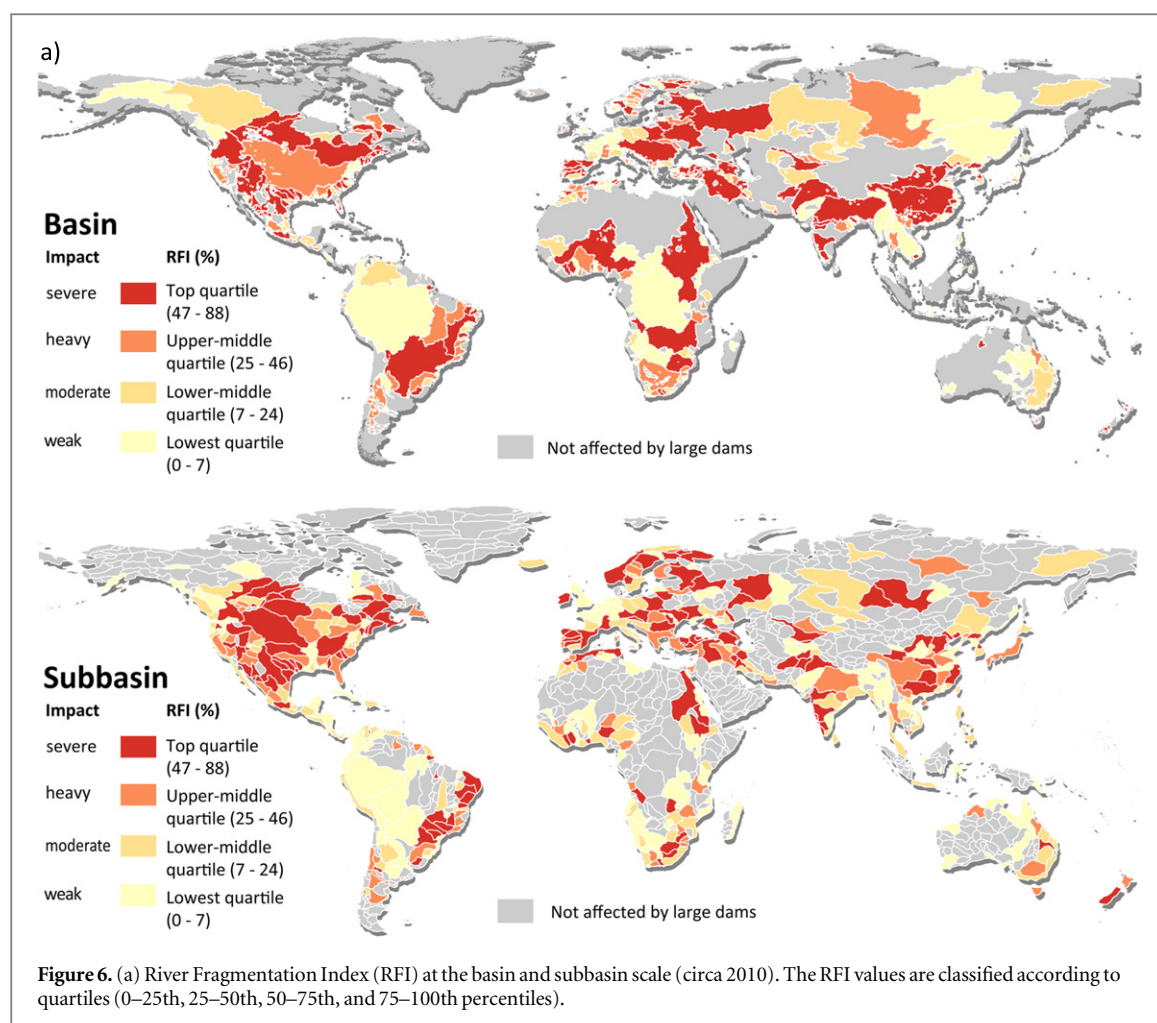 a)
Basin
Impact RFI (%)
severe Top quartile
(47 - 88)
heavy Upper-middle
quartile (25 - 46)
moderate Lower-middle
quartile (7 - 24)
weak Lowest quartile
(0 - 7)
Not affected by large dams
Subbasin
Impact RFI (%)
severe Top quartile
(47 - 88)
heavy Upper-middle
quartile (25 - 46)
moderate Lower-middle
quartile (7 - 24)
weak Lowest quartile
(0 - 7)
Not affected by large dams
Figure 6. (a) River Fragmentation Index (RFI) at the basin and subbasin scale (circa 2010). The RFI values are classified according to
quartiles (0–25th, 25–50th, 50–75th, and 75–100th percentiles).